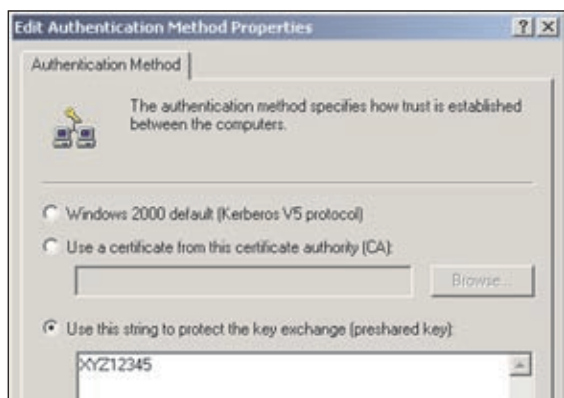 Edit Authentication Method Properties
Authentication Method
The authentication method specifies how trust is established
between the computers.
Windows 2000 default (Kerberos V5 protocol)
Use a certificate from this certificate authority (CA):
Browse...
Use this string to protect the key exchange (preshared key):
XYZ12345